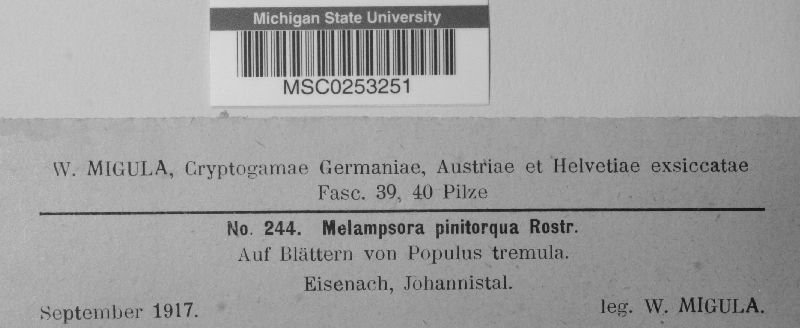 Michigan State University
MSC0253251
W. MIGULA, Cryptogamae Germaniae, Austriae et Helvetiae exsiccatae
Fasc. 39, 40 Pilze
No. 244. Melampsora pinitorqua Rostr.
Auf Blättern von Populus tremula.
Eisenach, Johannistal.
September 1917. leg. W. MIGULA.